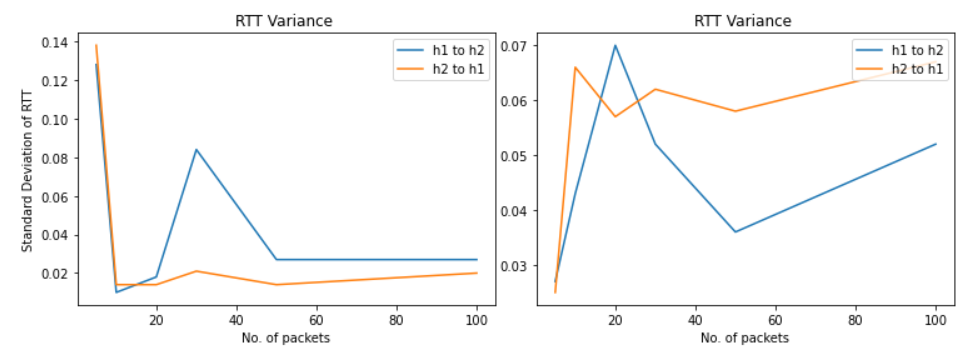 RTT Variance
h1 to h2
h2 to h1
Standard Deviation of RTT
0.14
0.12
0.10
0.08
0.06
0.04
0.02
20 40 60 80 100
No. of packets
RTT Variance
h1 to h2
h2 to h1
0.07
0.06
0.05
0.04
0.03
20 40 60 80 100
No. of packets